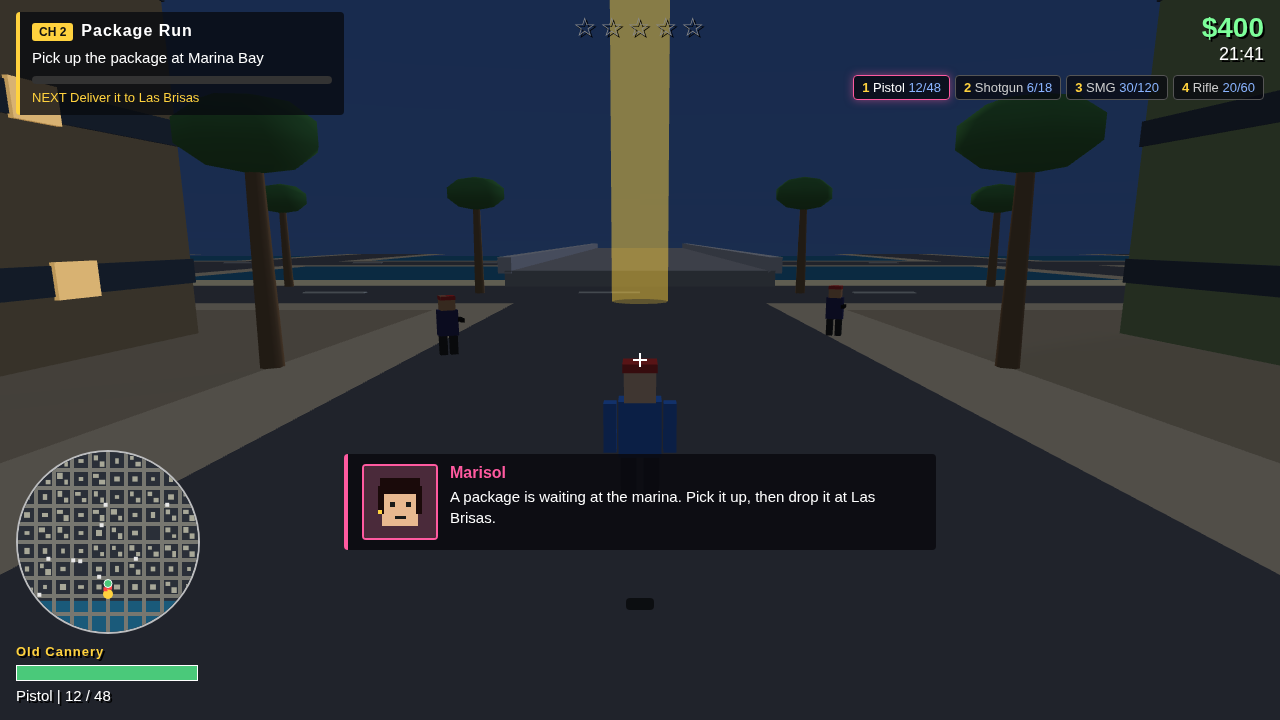 CH 2 Package Run
Pick up the package at Marina Bay
NEXT Deliver it to Las Brisas
$400
21:41
1 Pistol 12/48
2 Shotgun 6/18
3 SMG 30/120
4 Rifle 20/60
Marisol
A package is waiting at the marina. Pick it up, then drop it at Las
Brisas.
Old Cannery
Pistol | 12 / 48